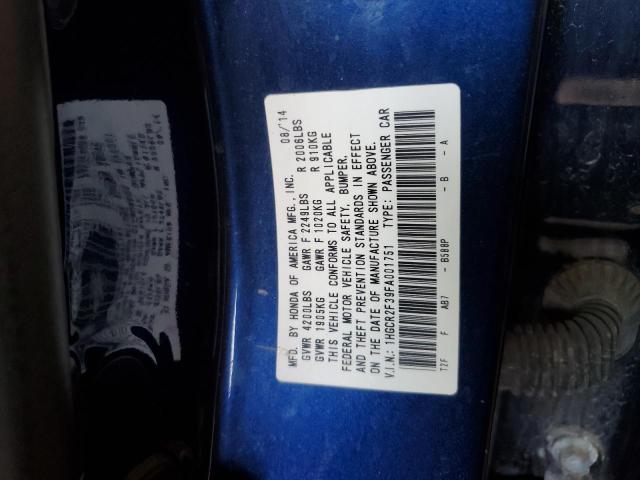 MFD. BY HONDA OF AMERICA MFG., INC. 08/'14
GVWR 4200LBS GAWR F 2249LBS R 2006LBS
GVWR 1905KG GAWR F 1020KG R 910KG
THIS VEHICLE CONFORMS TO ALL APPLICABLE
FEDERAL MOTOR VEHICLE SAFETY, BUMPER,
AND THEFT PREVENTION STANDARDS IN EFFECT
ON THE DATE OF MANUFACTURE SHOWN ABOVE.
V.I.N.: 1HGCR2F39FA001751 TYPE: PASSENGER CAR
T2F F AB7 - B588P - B - A